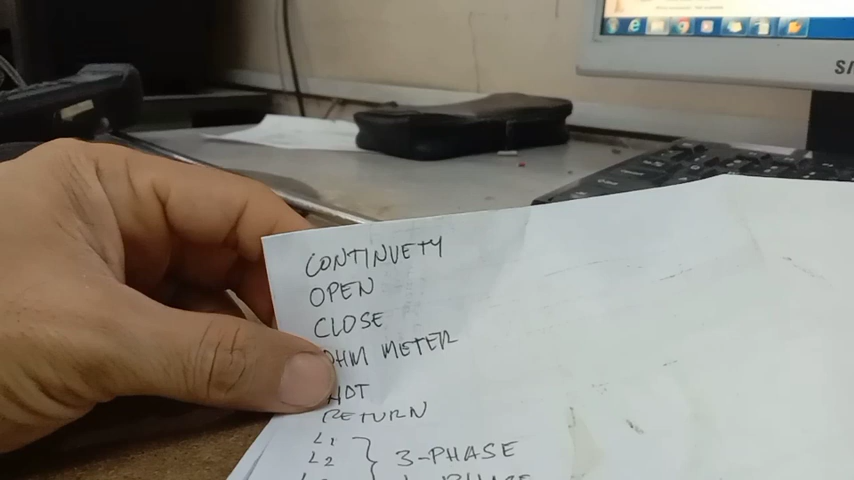 CONTINUETY
OPEN
CLOSE
OHM METER
HOT
RETURN
L1
L2 } 3-PHASE